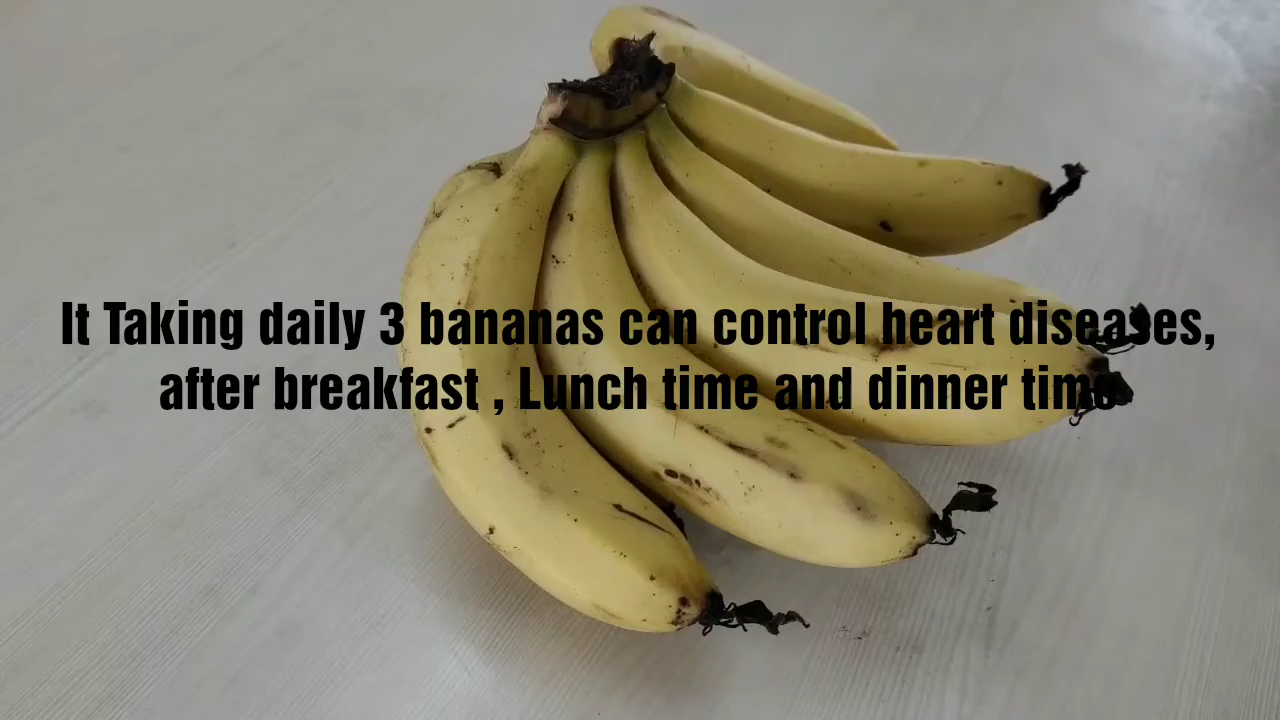 It Taking daily 3 bananas can control heart diseases,
after breakfast , Lunch time and dinner time